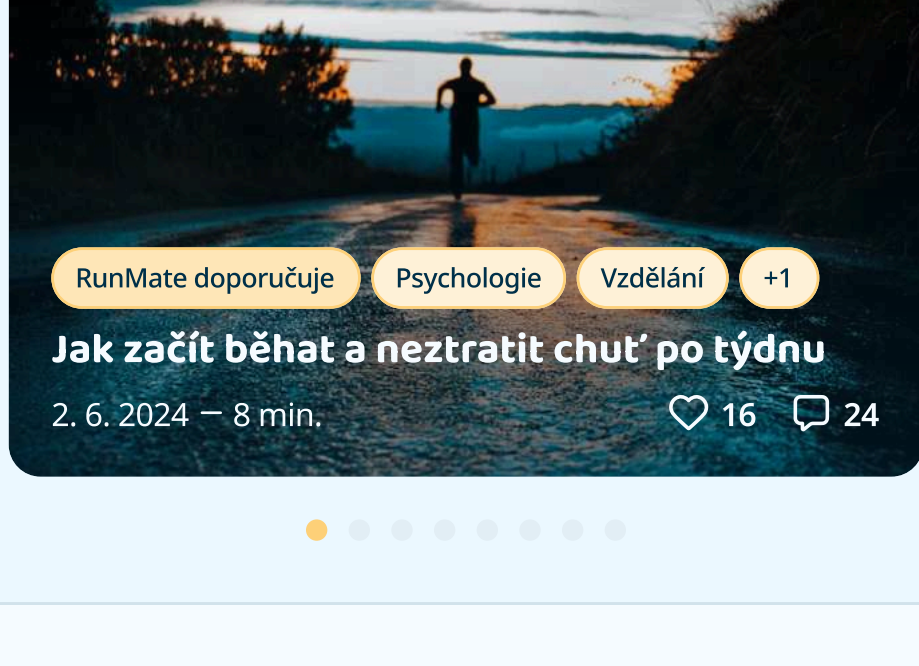 RunMate doporučuje Psychologie Vzdělání +1
Jak začít běhat a neztratit chuť po týdnu
2. 6. 2024 — 8 min. 16 24